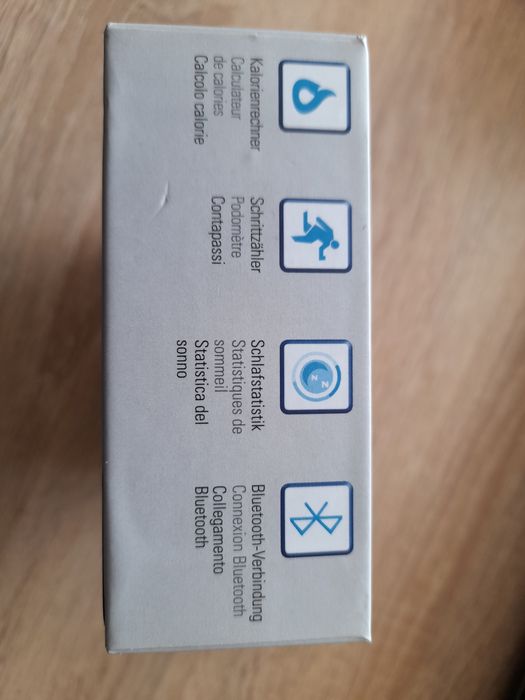 Kalorienrechner
Calculateur
de calories
Calcolo calorie
Schrittzähler
Podomètre
Contapassi
Schlafstatistik
Statistiques de
sommeil
Statistica del
sonno
Bluetooth-Verbindung
Connexion Bluetooth
Collegamento
Bluetooth